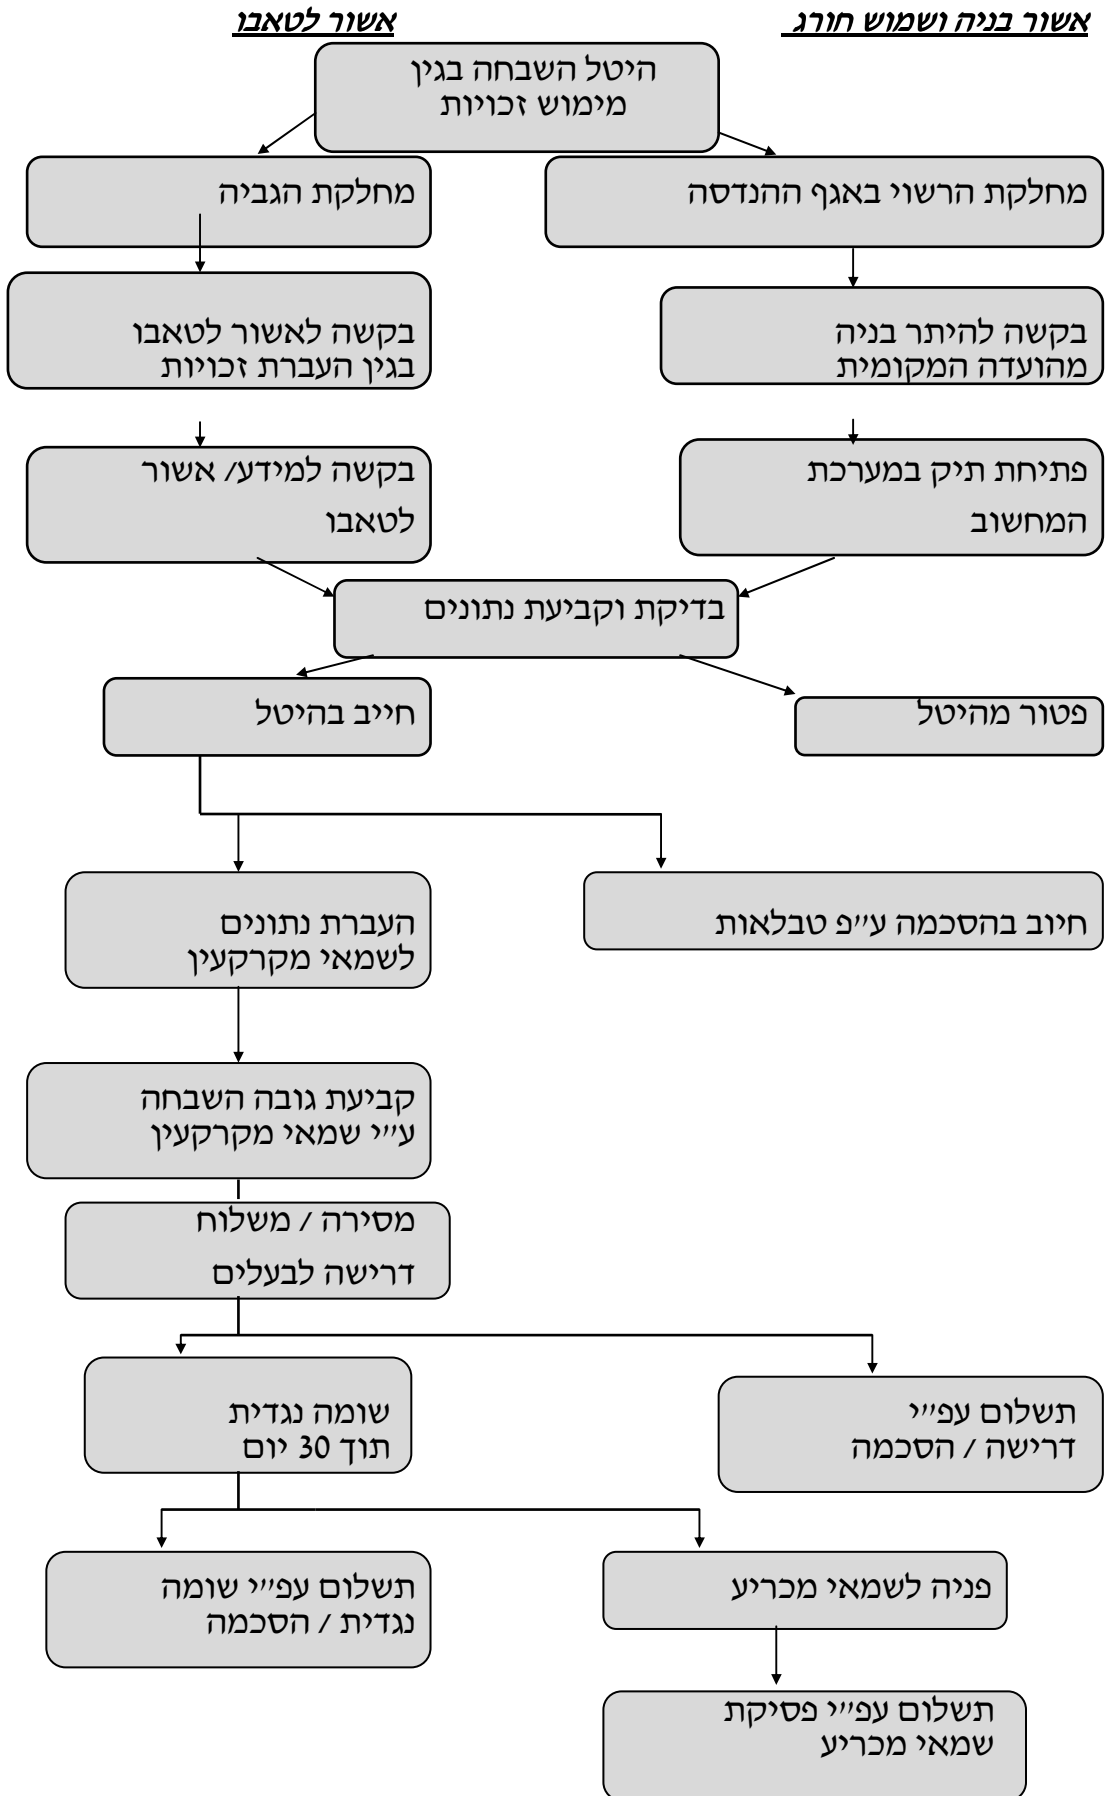 אשור בניה ושמוש חורג
אשור לטאבו
היטל השבחה בגין
מימוש זכויות
מחלקת הרשוי באגף ההנדסה
מחלקת הגביה
בקשה להיתר בניה
מהועדה המקומית
בקשה לאשור לטאבו
בגין העברת זכויות
פתיחת תיק במערכת
המחשוב
בקשה למידע/ אשור
לטאבו
בדיקת וקביעת נתונים
פטור מהיטל
חייב בהיטל
חיוב בהסכמה ע״פ טבלאות
העברת נתונים
לשמאי מקרקעין
קביעת גובה השבחה
ע״י שמאי מקרקעין
מסירה / משלוח
דרישה לבעלים
תשלום עפ״י
דרישה / הסכמה
שומה נגדית
תוך 30 יום
פניה לשמאי מכריע
תשלום עפ״י שומה
נגדית / הסכמה
תשלום עפ״י פסיקת
שמאי מכריע